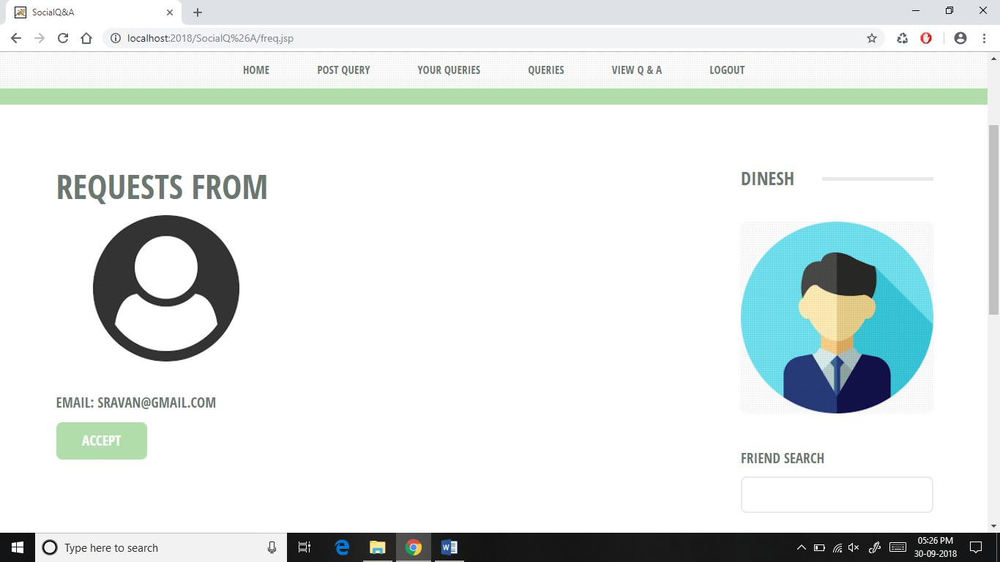 SocialQ&A
localhost:2018/SocialQ%26A/freq.jsp
HOME POST QUERY YOUR QUERIES QUERIES VIEW Q & A LOGOUT
REQUESTS FROM
EMAIL: SRAVAN@GMAIL.COM
ACCEPT
DINESH
FRIEND SEARCH
Type here to search
05:26 PM
30-09-2018